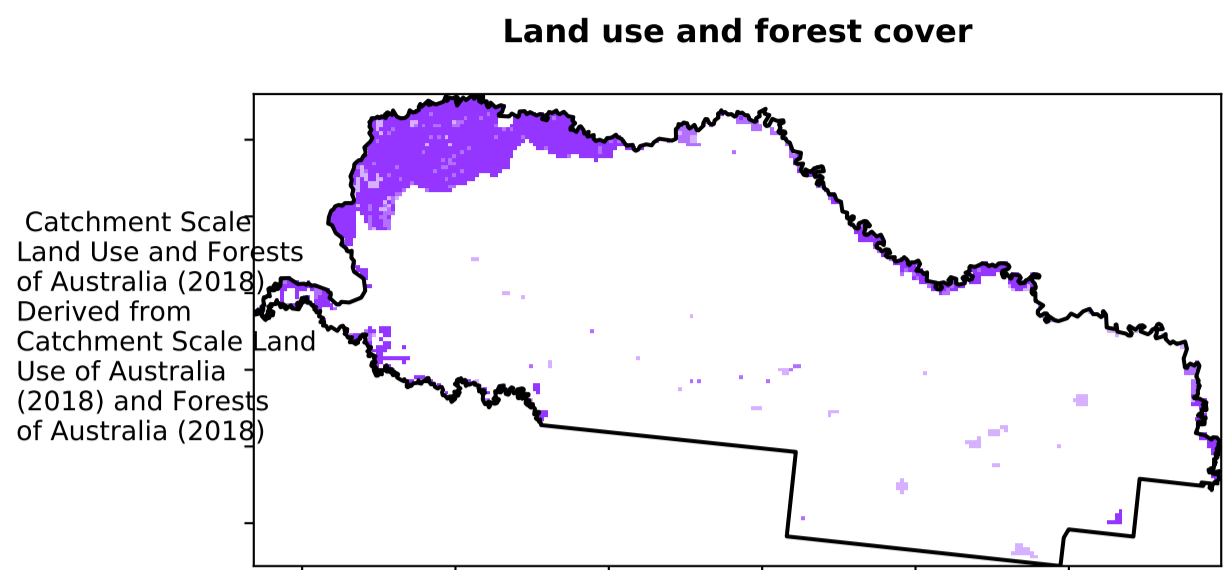 Land use and forest cover
Catchment Scale
Land Use and Forests
of Australia (2018)
Derived from
Catchment Scale Land
Use of Australia
(2018) and Forests
of Australia (2018)